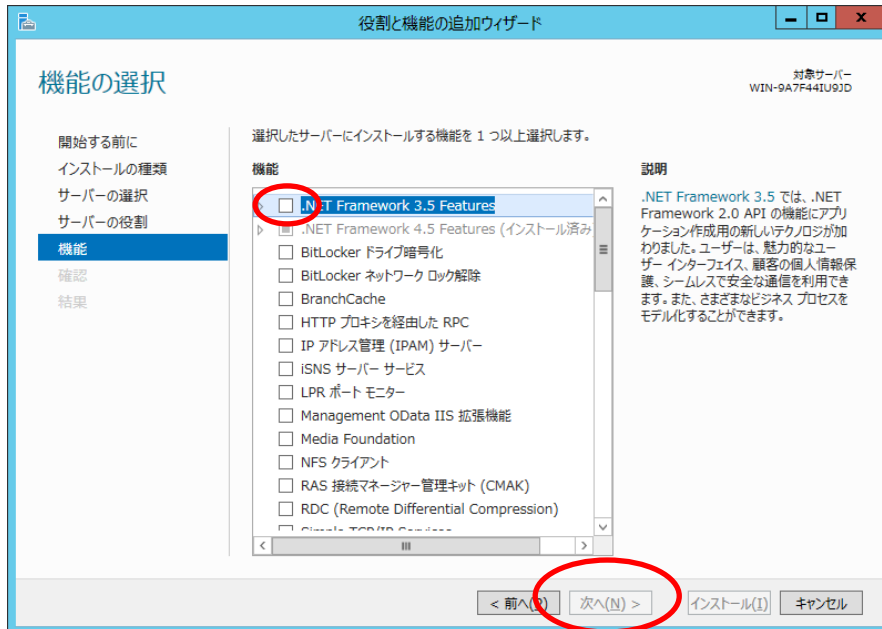 役割と機能の追加ウィザード
機能の選択
対象サーバー
WIN-9A7F44IU9JD
開始する前に
インストールの種類
サーバーの選択
サーバーの役割
機能
確認
結果
選択したサーバーにインストールする機能を 1 つ以上選択します。
機能
.NET Framework 3.5 Features
.NET Framework 4.5 Features (インストール済み
BitLocker ドライブ暗号化
BitLocker ネットワーク ロック解除
BranchCache
HTTP プロキシを経由した RPC
IP アドレス管理 (IPAM) サーバー
iSNS サーバー サービス
LPR ポート モニター
Management OData IIS 拡張機能
Media Foundation
NFS クライアント
RAS 接続マネージャー管理キット (CMAK)
RDC (Remote Differential Compression)
Simple TCP/IP Services
説明
.NET Framework 3.5 では、.NET
Framework 2.0 API の機能にアプリ
ケーション作成用の新しいテクノロジが加
わりました。ユーザーは、魅力的なユー
ザー インターフェイス、顧客の個人情報保
護、シームレスで安全な通信を利用でき
ます。また、さまざまなビジネス プロセスを
モデル化することができます。
< 前へ(P)
次へ(N) >
インストール(I)
キャンセル